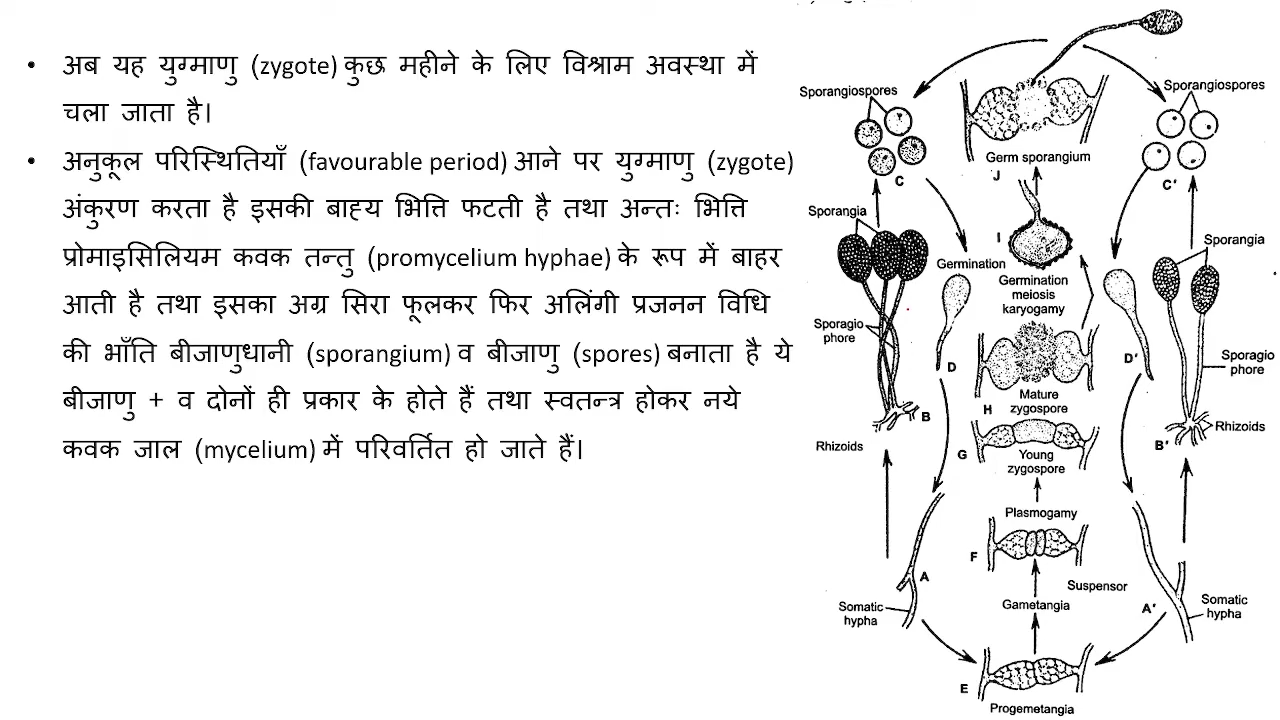 • अब यह युग्माणु (zygote) कुछ महीने के लिए विश्राम अवस्था में
चला जाता है।
• अनुकूल परिस्थितियाँ (favourable period) आने पर युग्माणु (zygote)
अंकुरण करता है इसकी बाह्य भित्ति फटती है तथा अन्तः भित्ति
प्रोमाइसिलियम कवक तन्तु (promycelium hyphae) के रूप में बाहर
आती है तथा इसका अग्र सिरा फूलकर फिर अलिंगी प्रजनन विधि
की भाँति बीजाणुधानी (sporangium) व बीजाणु (spores) बनाता है ये
बीजाणु + व दोनों ही प्रकार के होते हैं तथा स्वतन्त्र होकर नये
कवक जाल (mycelium) में परिवर्तित हो जाते हैं।
Sporangiospores
Sporangiospores
C
Germ sporangium
J
C'
Sporangia
I
Sporangia
Germination
Germination
meiosis
karyogamy
Sporagio
phore
D
D'
Sporagio
phore
Mature
zygospore
H
B
Rhizoids
Rhizoids
B'
G
Young
zygospore
Plasmogamy
F
A
Suspensor
Somatic
hypha
Gametangia
A'
Somatic
hypha
E
Progemetangia